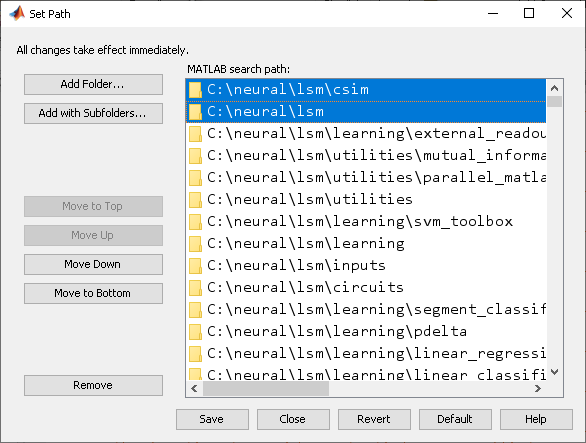 Set Path
All changes take effect immediately.
MATLAB search path:
Add Folder...
Add with Subfolders...
Move to Top
Move Up
Move Down
Move to Bottom
Remove
C:\neural\lsm\csim
C:\neural\lsm
C:\neural\lsm\learning\external_readou
C:\neural\lsm\utilities\mutual_informa
C:\neural\lsm\utilities\parallel_matla
C:\neural\lsm\utilities
C:\neural\lsm\learning\svm_toolbox
C:\neural\lsm\learning
C:\neural\lsm\inputs
C:\neural\lsm\circuits
C:\neural\lsm\learning\segment_classif
C:\neural\lsm\learning\pdelta
C:\neural\lsm\learning\linear_regressi
C:\neural\lsm\learning\linear_classifi
Save
Close
Revert
Default
Help